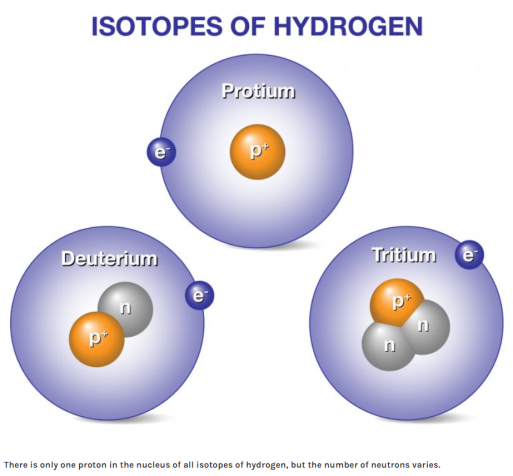 ISOTOPES OF HYDROGEN
Protium
e⁻
p⁺
Deuterium
n
e⁻
p⁺
Tritium
e⁻
p⁺
n
n
There is only one proton in the nucleus of all isotopes of hydrogen, but the number of neutrons varies.